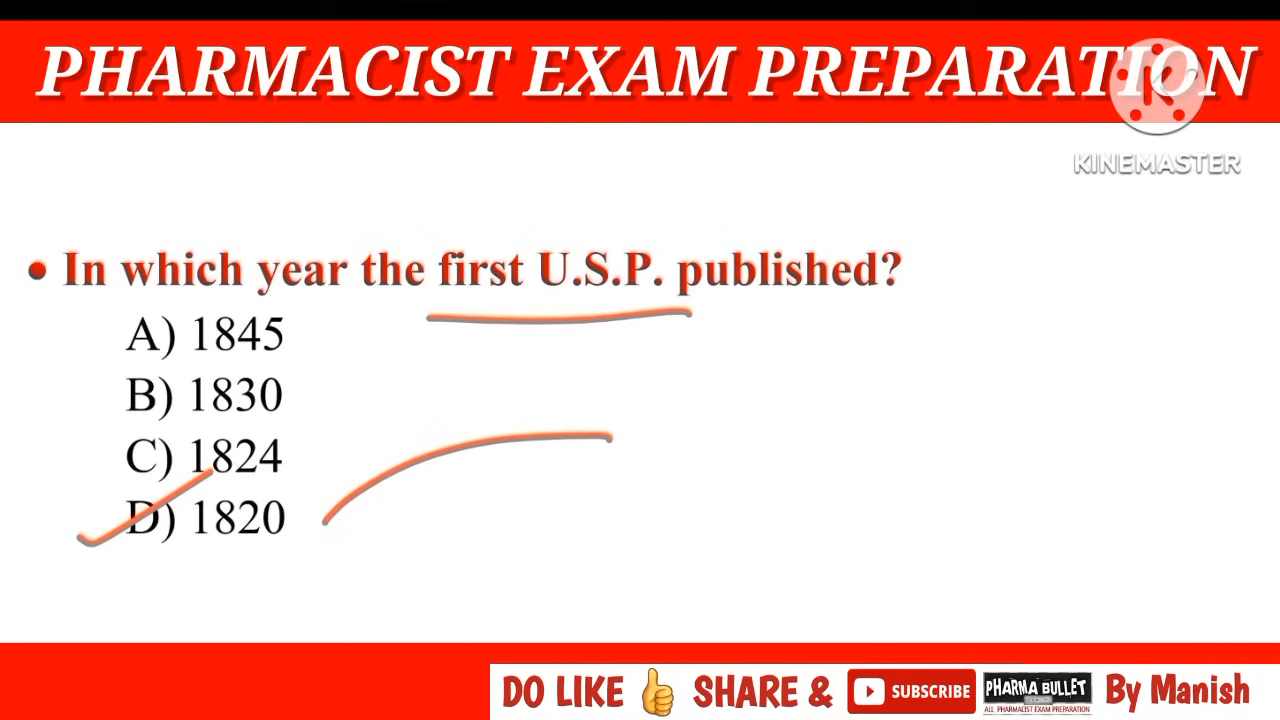 PHARMACIST EXAM PREPARATION
KINEMASTER
• In which year the first U.S.P. published?
A) 1845
B) 1830
C) 1824
D) 1820
DO LIKE 👍 SHARE & SUBSCRIBE PHARMA BULLET By Manish
ALL PHARMACIST EXAM PREPARATION